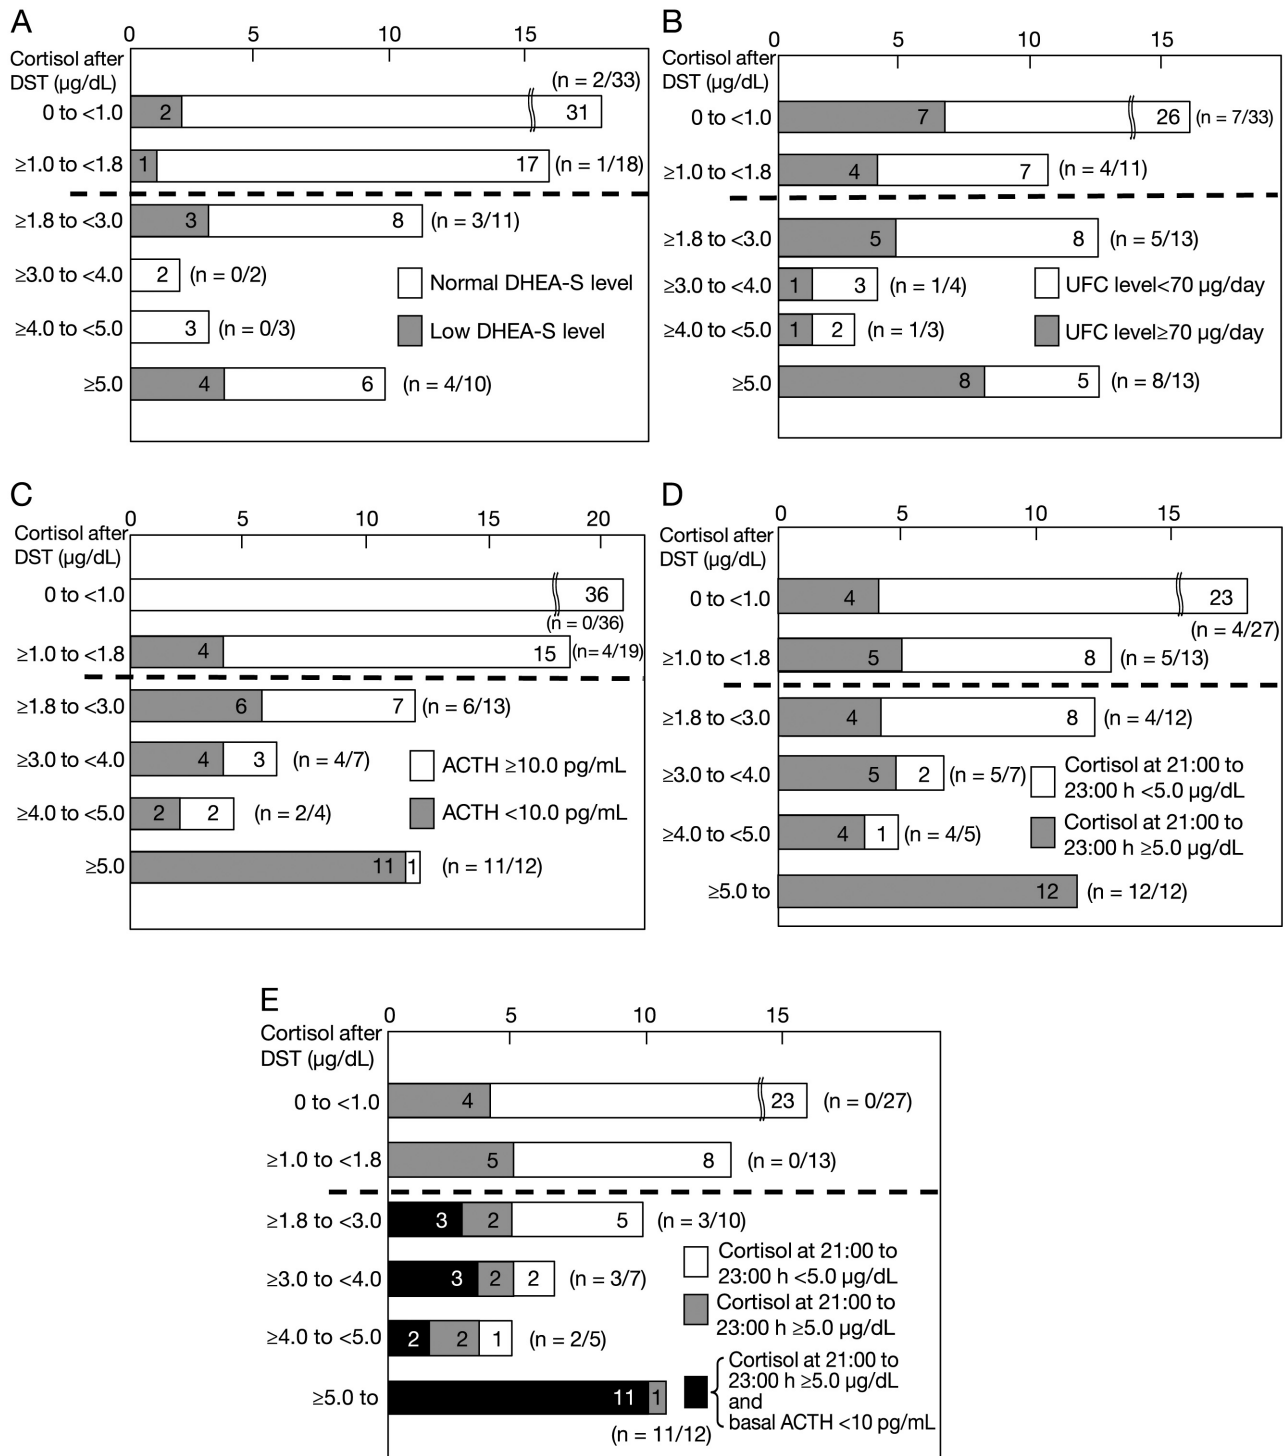 A
0 5 10 15
Cortisol after
DST (µg/dL)
(n = 2/33)
0 to <1.0 2 31
≥1.0 to <1.8 1 17 (n = 1/18)
≥1.8 to <3.0 3 8 (n = 3/11)
≥3.0 to <4.0 2 (n = 0/2)
Normal DHEA-S level
≥4.0 to <5.0 3 (n = 0/3)
Low DHEA-S level
≥5.0 4 6 (n = 4/10)
B
0 5 10 15
Cortisol after
DST (µg/dL)
0 to <1.0 7 26 (n = 7/33)
≥1.0 to <1.8 4 7 (n = 4/11)
≥1.8 to <3.0 5 8 (n = 5/13)
≥3.0 to <4.0 1 3 (n = 1/4)
UFC level<70 µg/day
≥4.0 to <5.0 1 2 (n = 1/3)
UFC level≥70 µg/day
≥5.0 8 5 (n = 8/13)
C
0 5 10 15 20
Cortisol after
DST (µg/dL)
0 to <1.0 36
(n = 0/36)
≥1.0 to <1.8 4 15 (n= 4/19)
≥1.8 to <3.0 6 7 (n = 6/13)
≥3.0 to <4.0 4 3 (n = 4/7)
ACTH ≥10.0 pg/mL
≥4.0 to <5.0 2 2 (n = 2/4)
ACTH <10.0 pg/mL
≥5.0 11 1 (n = 11/12)
D
0 5 10 15
Cortisol after
DST (µg/dL)
0 to <1.0 4 23
(n = 4/27)
≥1.0 to <1.8 5 8 (n = 5/13)
≥1.8 to <3.0 4 8 (n = 4/12)
≥3.0 to <4.0 5 2 (n = 5/7)
Cortisol at 21:00 to
23:00 h <5.0 µg/dL
≥4.0 to <5.0 4 1 (n = 4/5)
Cortisol at 21:00 to
23:00 h ≥5.0 µg/dL
≥5.0 to 12 (n = 12/12)
E
0 5 10 15
Cortisol after
DST (µg/dL)
0 to <1.0 4 23 (n = 0/27)
≥1.0 to <1.8 5 8 (n = 0/13)
≥1.8 to <3.0 3 2 5 (n = 3/10)
Cortisol at 21:00 to
23:00 h <5.0 µg/dL
≥3.0 to <4.0 3 2 2 (n = 3/7)
Cortisol at 21:00 to
23:00 h ≥5.0 µg/dL
≥4.0 to <5.0 2 2 1 (n = 2/5)
Cortisol at 21:00 to
23:00 h ≥5.0 µg/dL
and
basal ACTH <10 pg/mL
≥5.0 to 11 1
(n = 11/12)